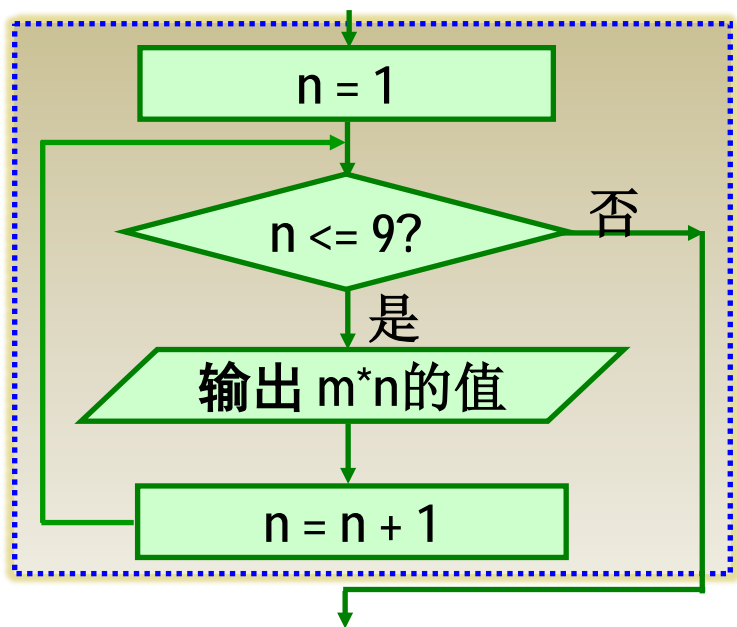 n = 1
n <= 9?
否
是
输出 m*n的值
n = n + 1